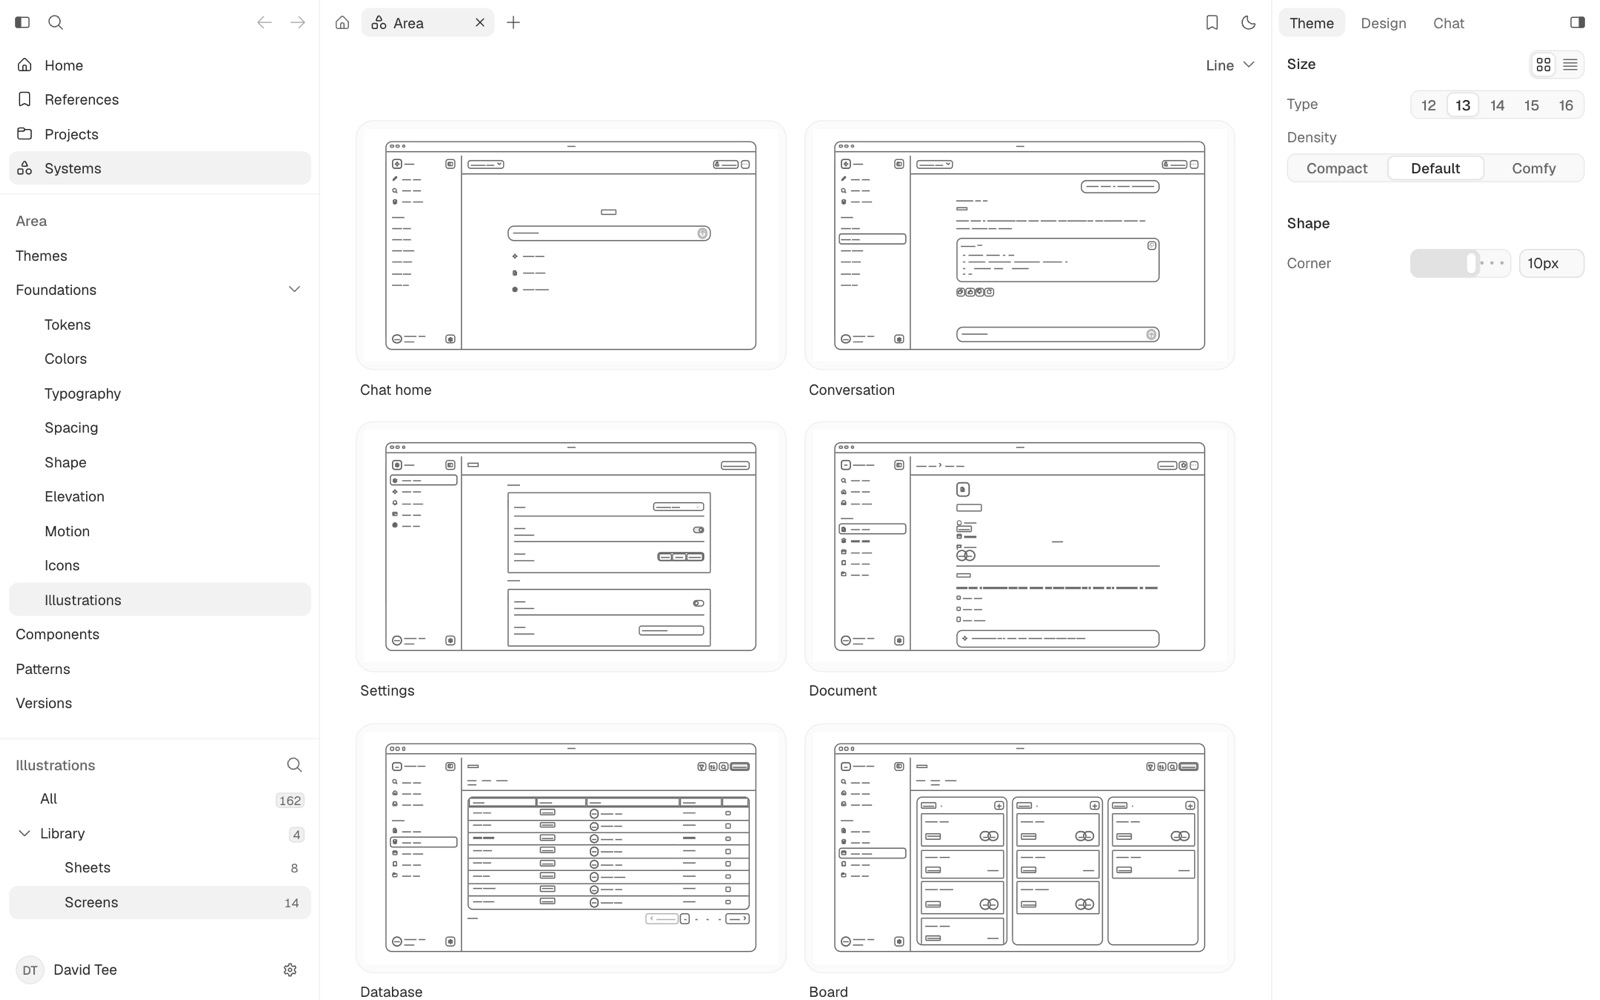 Home
References
Projects
Systems
Area
Themes
Foundations
Tokens
Colors
Typography
Spacing
Shape
Elevation
Motion
Icons
Illustrations
Components
Patterns
Versions
Illustrations
All 162
Library 4
Sheets 8
Screens 14
DT David Tee
Area
Line
Chat home
Conversation
Settings
Document
Database
Board
Theme Design Chat
Size
Type 12 13 14 15 16
Density
Compact Default Comfy
Shape
Corner 10px